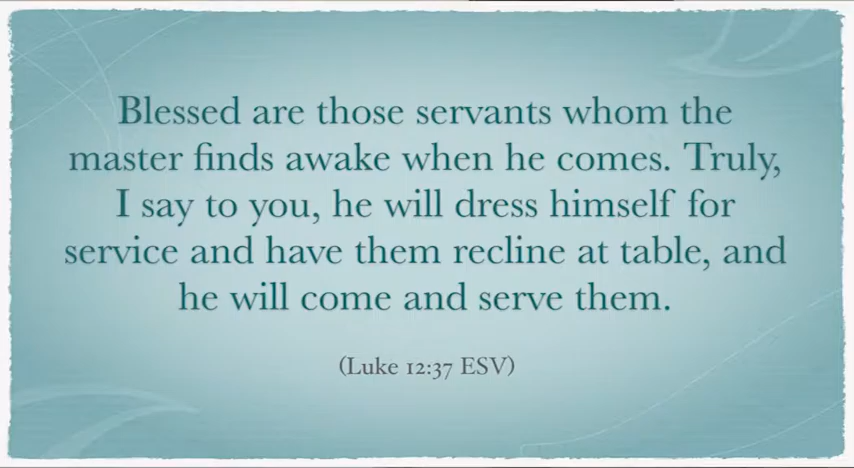 Blessed are those servants whom the
master finds awake when he comes. Truly,
I say to you, he will dress himself for
service and have them recline at table, and
he will come and serve them.
(Luke 12:37 ESV)